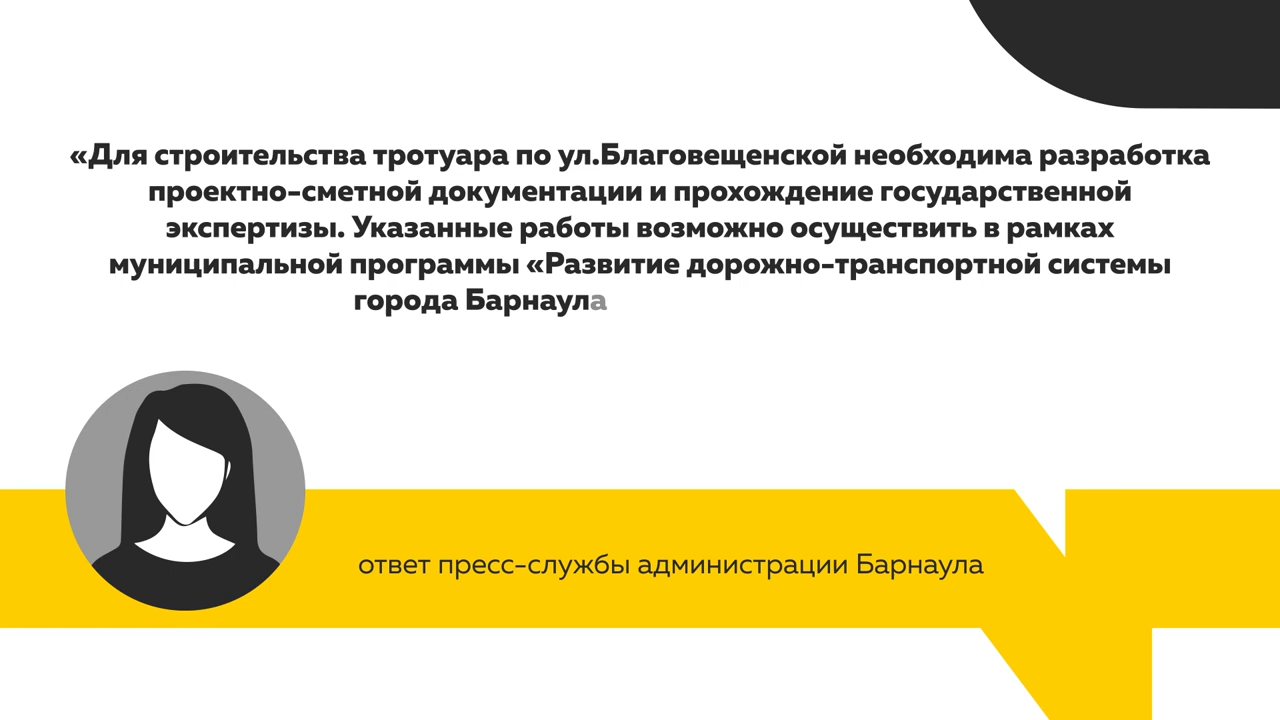 «Для строительства тротуара по ул.Благовещенской необходима разработка
проектно-сметной документации и прохождение государственной
экспертизы. Указанные работы возможно осуществить в рамках
муниципальной программы «Развитие дорожно-транспортной системы
города Барнаула
ответ пресс-службы администрации Барнаула